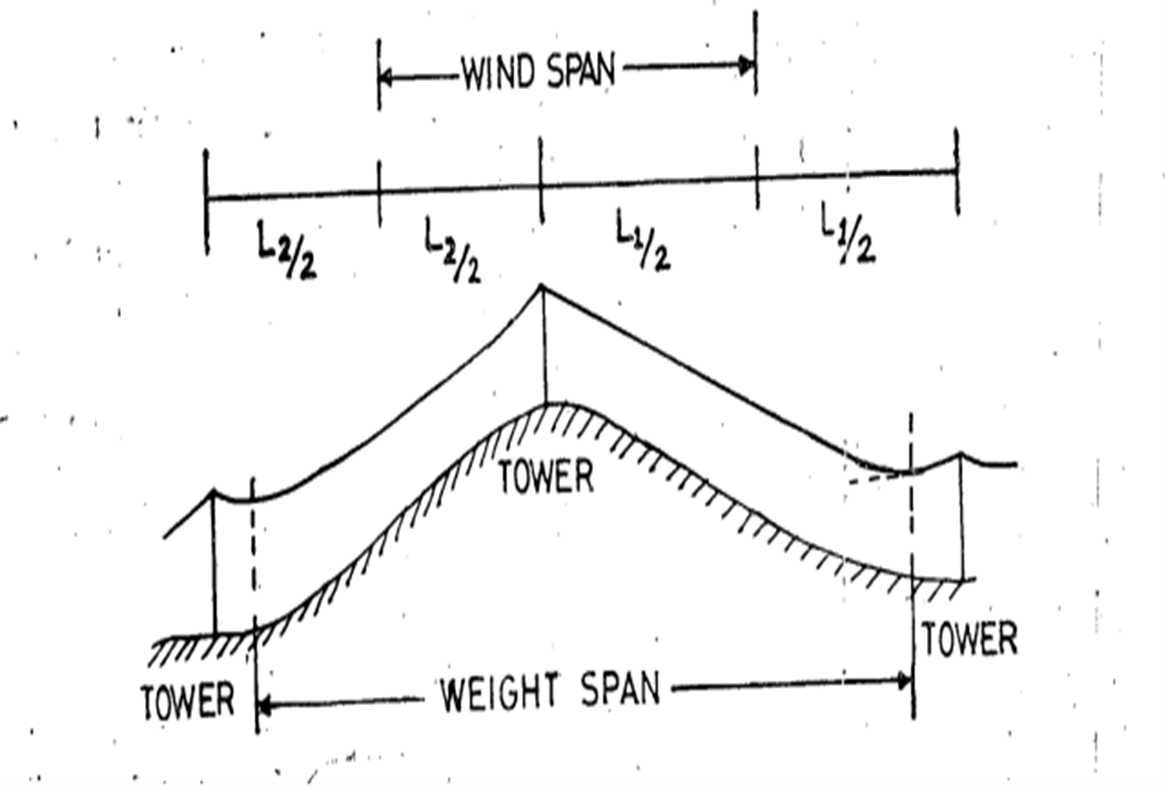 WIND SPAN
L2/2 L2/2 L1/2 L1/2
TOWER
TOWER
TOWER
WEIGHT SPAN